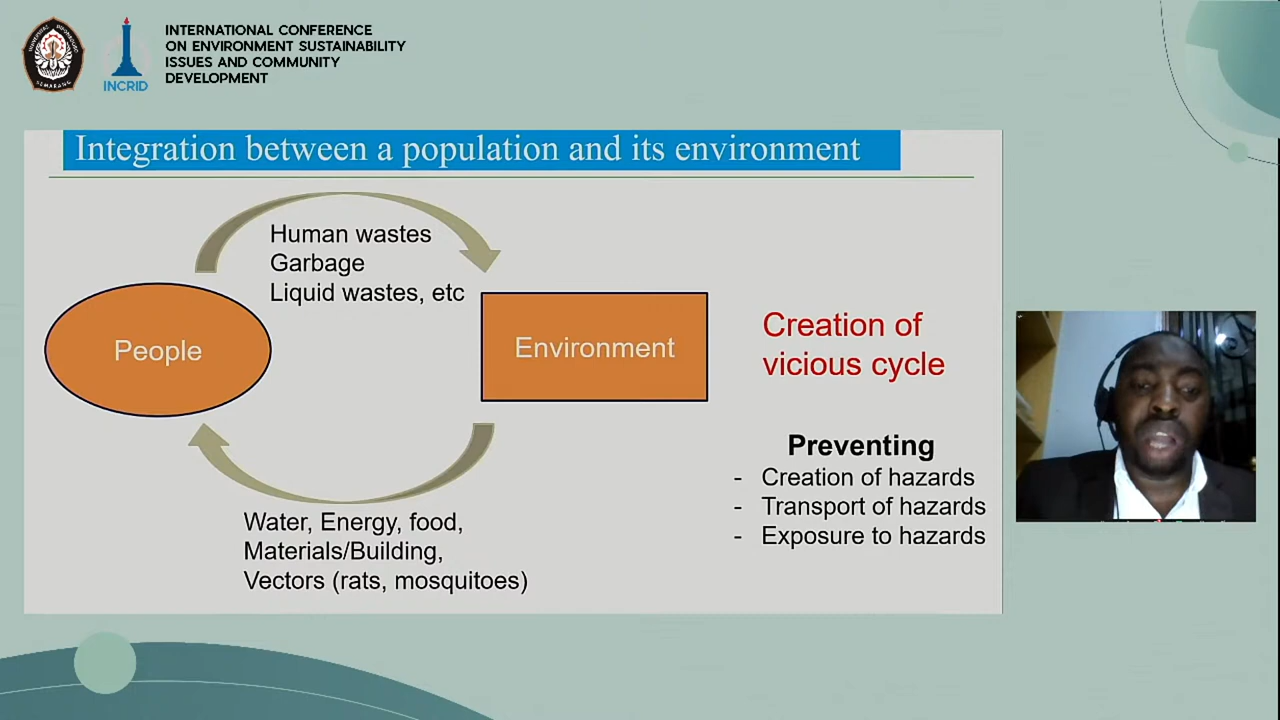 INTERNATIONAL CONFERENCE
ON ENVIRONMENT SUSTAINABILITY
ISSUES AND COMMUNITY
DEVELOPMENT
INCRID
SEMARANG
Integration between a population and its environment
Human wastes
Garbage
Liquid wastes, etc
People
Environment
Creation of
vicious cycle
Preventing
- Creation of hazards
- Transport of hazards
- Exposure to hazards
Water, Energy, food,
Materials/Building,
Vectors (rats, mosquitoes)